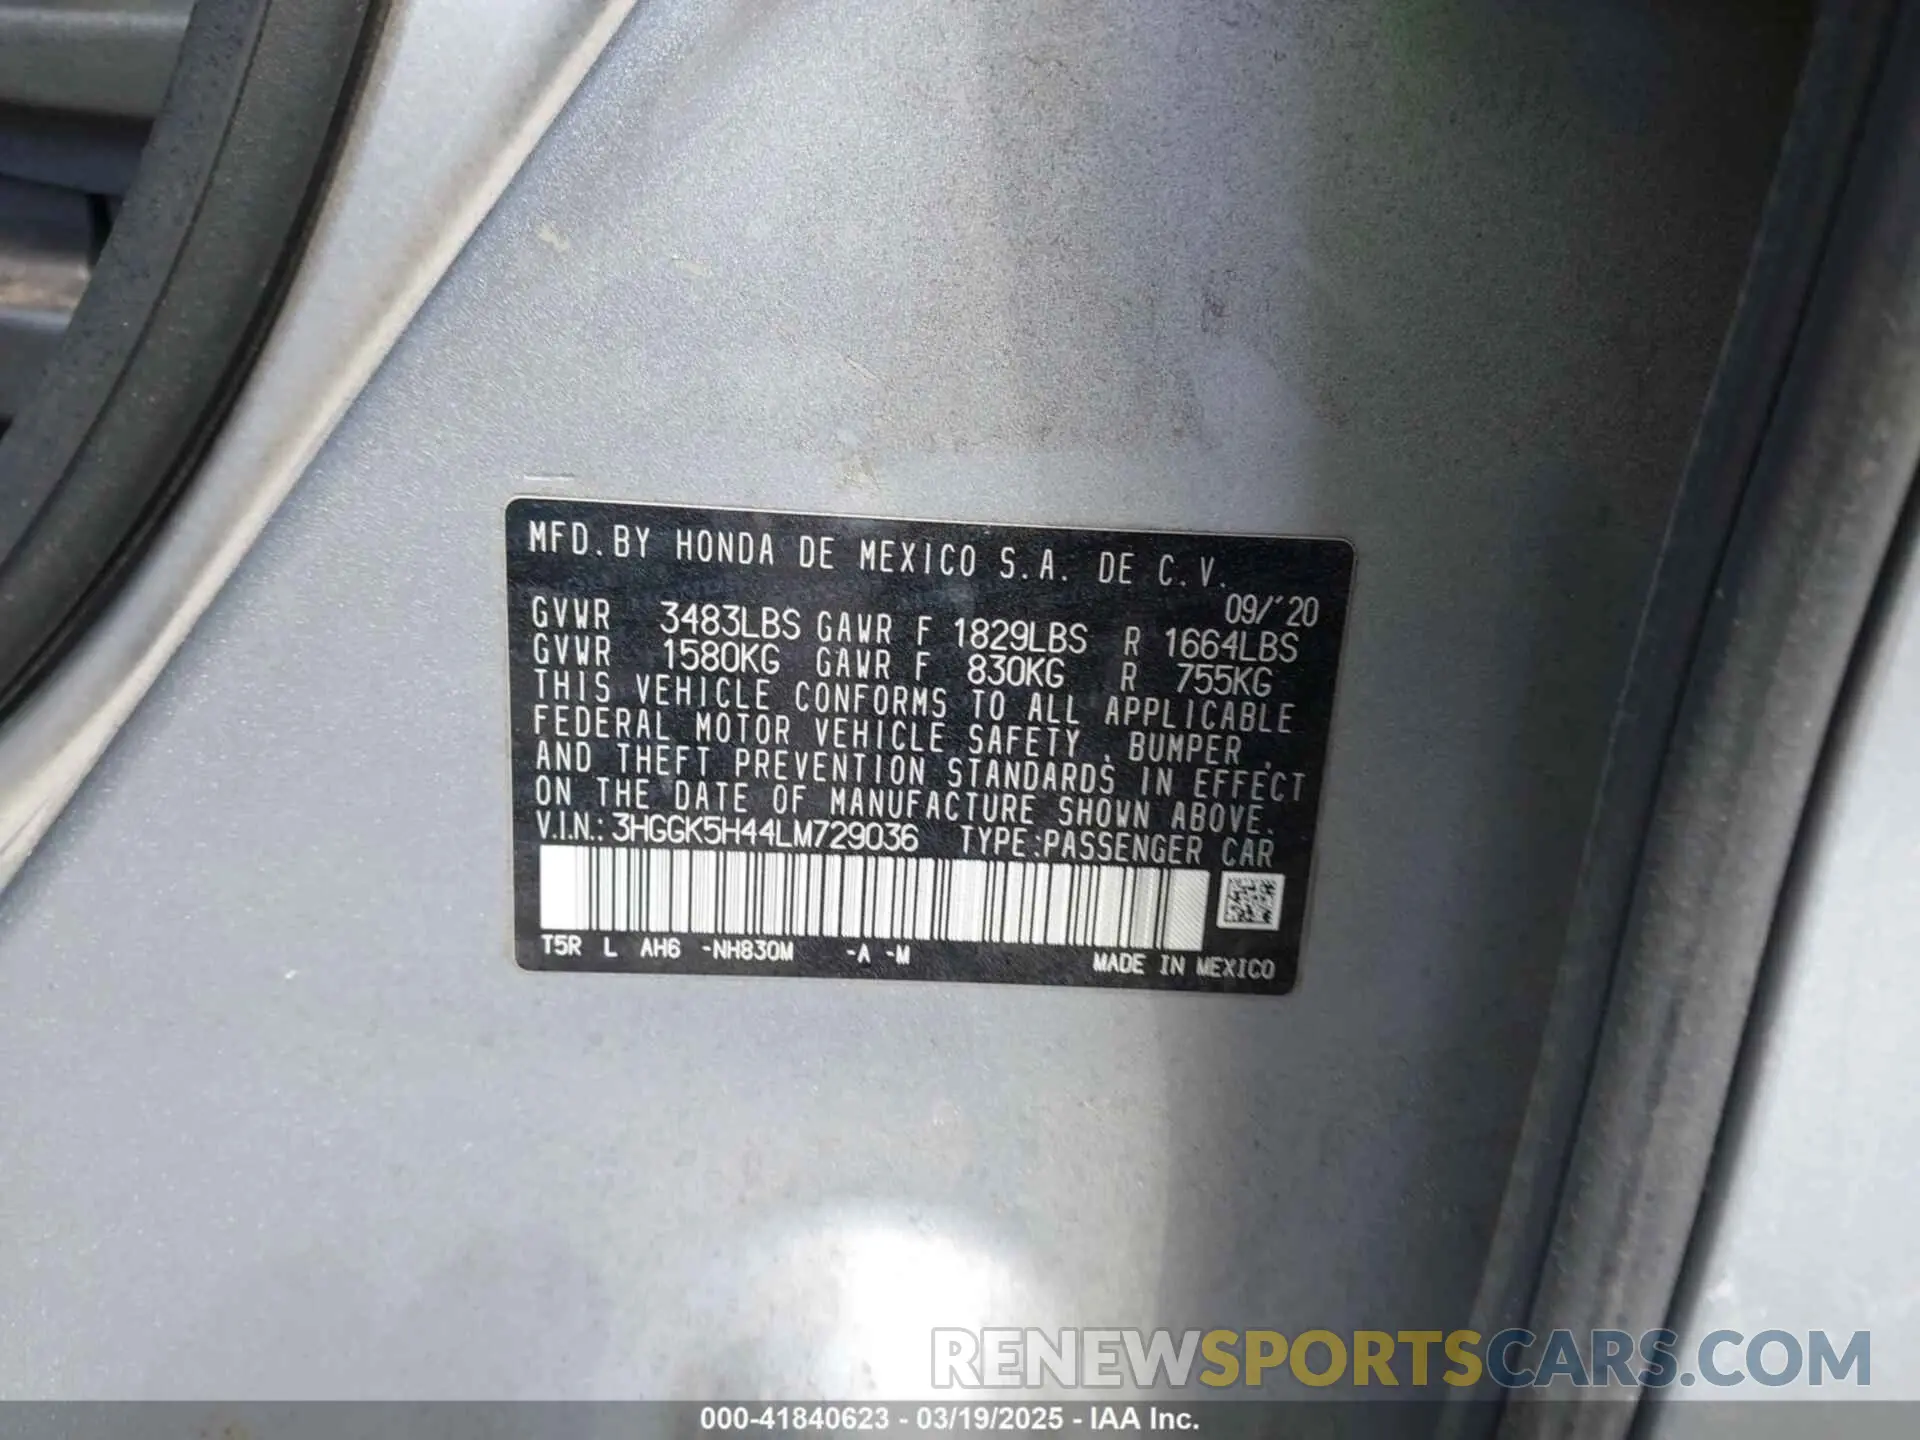 MFD.BY HONDA DE MEXICO S.A. DE C.V.
09/'20
GVWR 3483LBS GAWR F 1829LBS R 1664LBS
GVWR 1580KG GAWR F 830KG R 755KG
THIS VEHICLE CONFORMS TO ALL APPLICABLE
FEDERAL MOTOR VEHICLE SAFETY , BUMPER ,
AND THEFT PREVENTION STANDARDS IN EFFECT
ON THE DATE OF MANUFACTURE SHOWN ABOVE.
V.I.N.: 3HGGK5H44LM729036 TYPE:PASSENGER CAR
T5R L AH6 -NH830M -A -M
MADE IN MEXICO
RENEWSPORTSCARS.COM
000-41840623 - 03/19/2025 - IAA Inc.